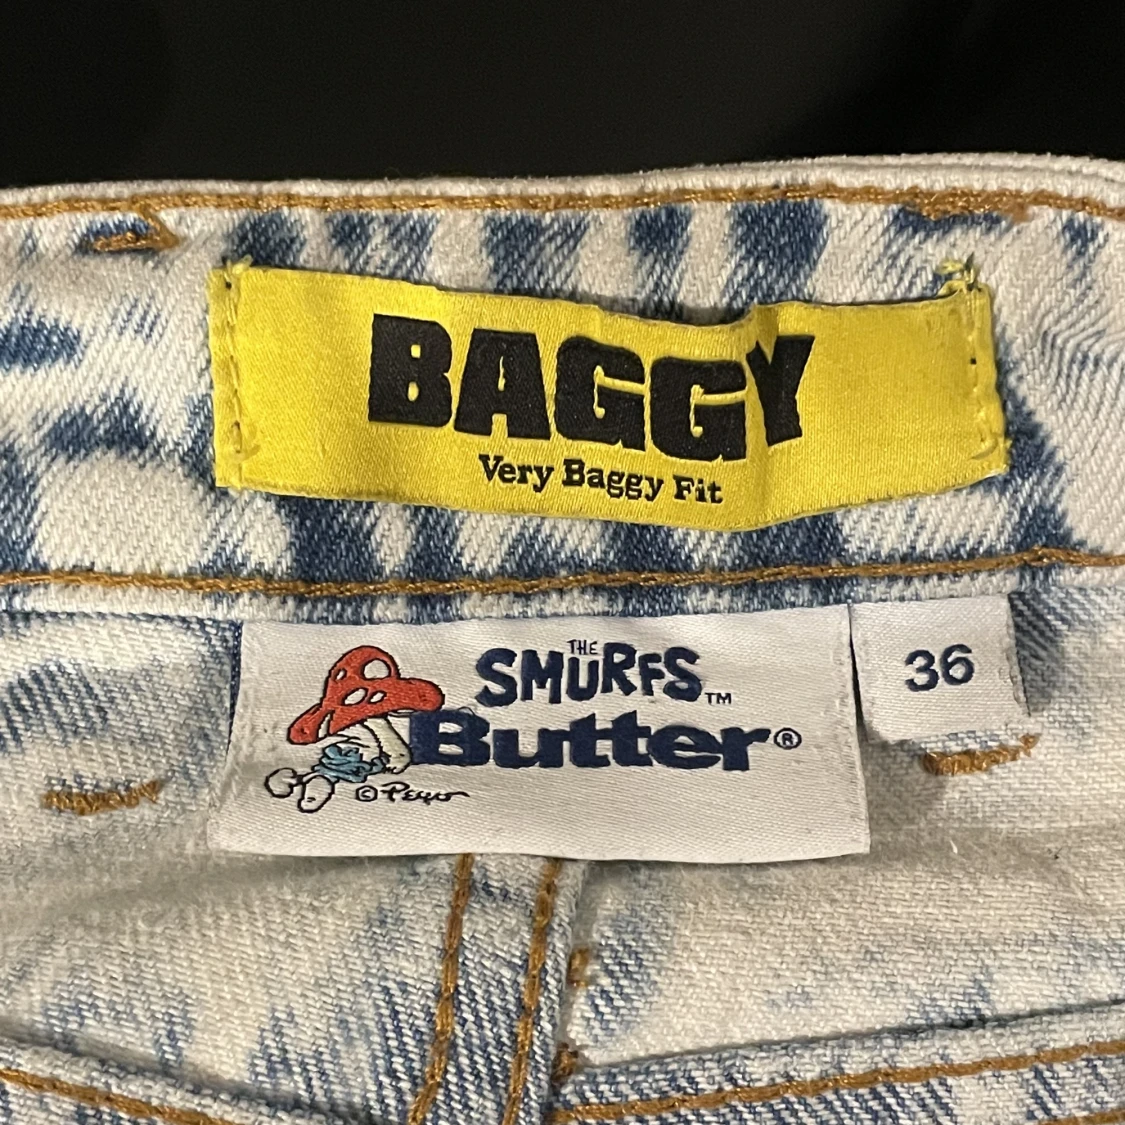 BAGGY
Very Baggy Fit
THE
SMURFS™
Butter®
© Peyo
36